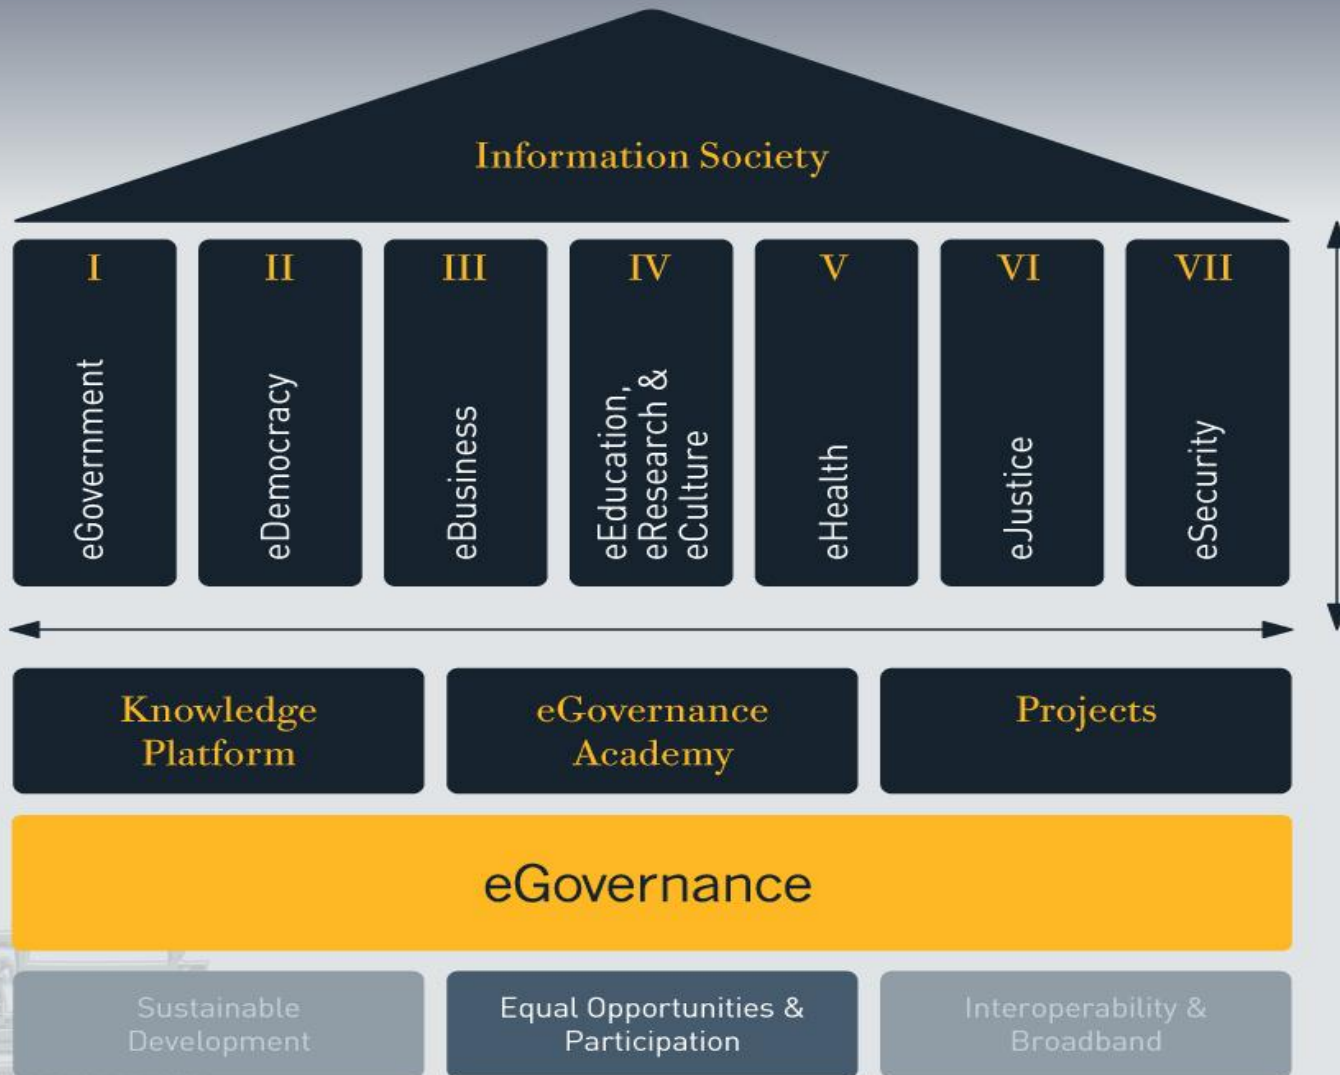 Information Society
I
II
III
IV
V
VI
VII
eGovernment
eDemocracy
eBusiness
eEducation,
eResearch &
eCulture
eHealth
eJustice
eSecurity
Knowledge
Platform
eGovernance
Academy
Projects
eGovernance
Sustainable
Development
Equal Opportunities &
Participation
Interoperability &
Broadband